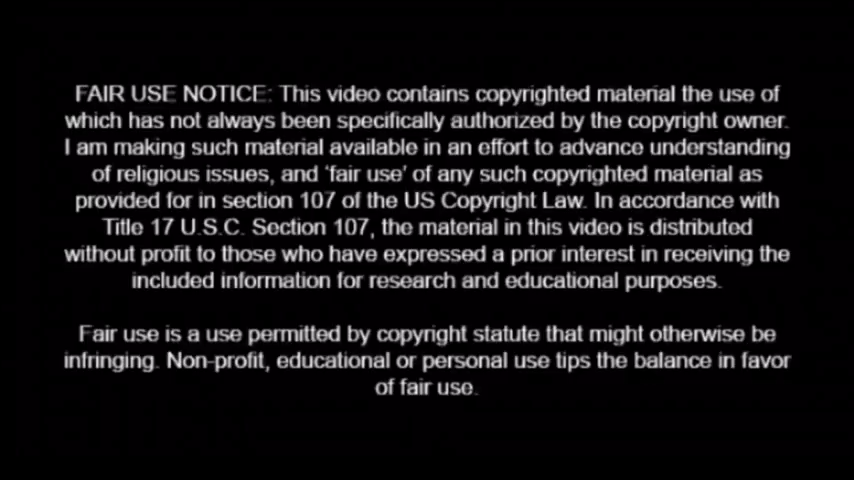 FAIR USE NOTICE: This video contains copyrighted material the use of
which has not always been specifically authorized by the copyright owner.
I am making such material available in an effort to advance understanding
of religious issues, and ‘fair use’ of any such copyrighted material as
provided for in section 107 of the US Copyright Law. In accordance with
Title 17 U.S.C. Section 107, the material in this video is distributed
without profit to those who have expressed a prior interest in receiving the
included information for research and educational purposes.
Fair use is a use permitted by copyright statute that might otherwise be
infringing. Non-profit, educational or personal use tips the balance in favor
of fair use.